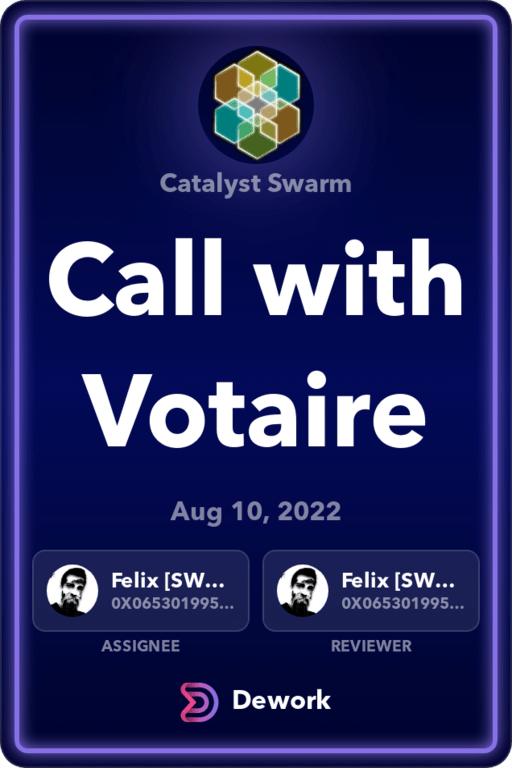 Catalyst Swarm
Call with
Votaire
Aug 10, 2022
Felix [SW... Felix [SW...
0X065301995... 0X065301995...
ASSIGNEE REVIEWER
Dework